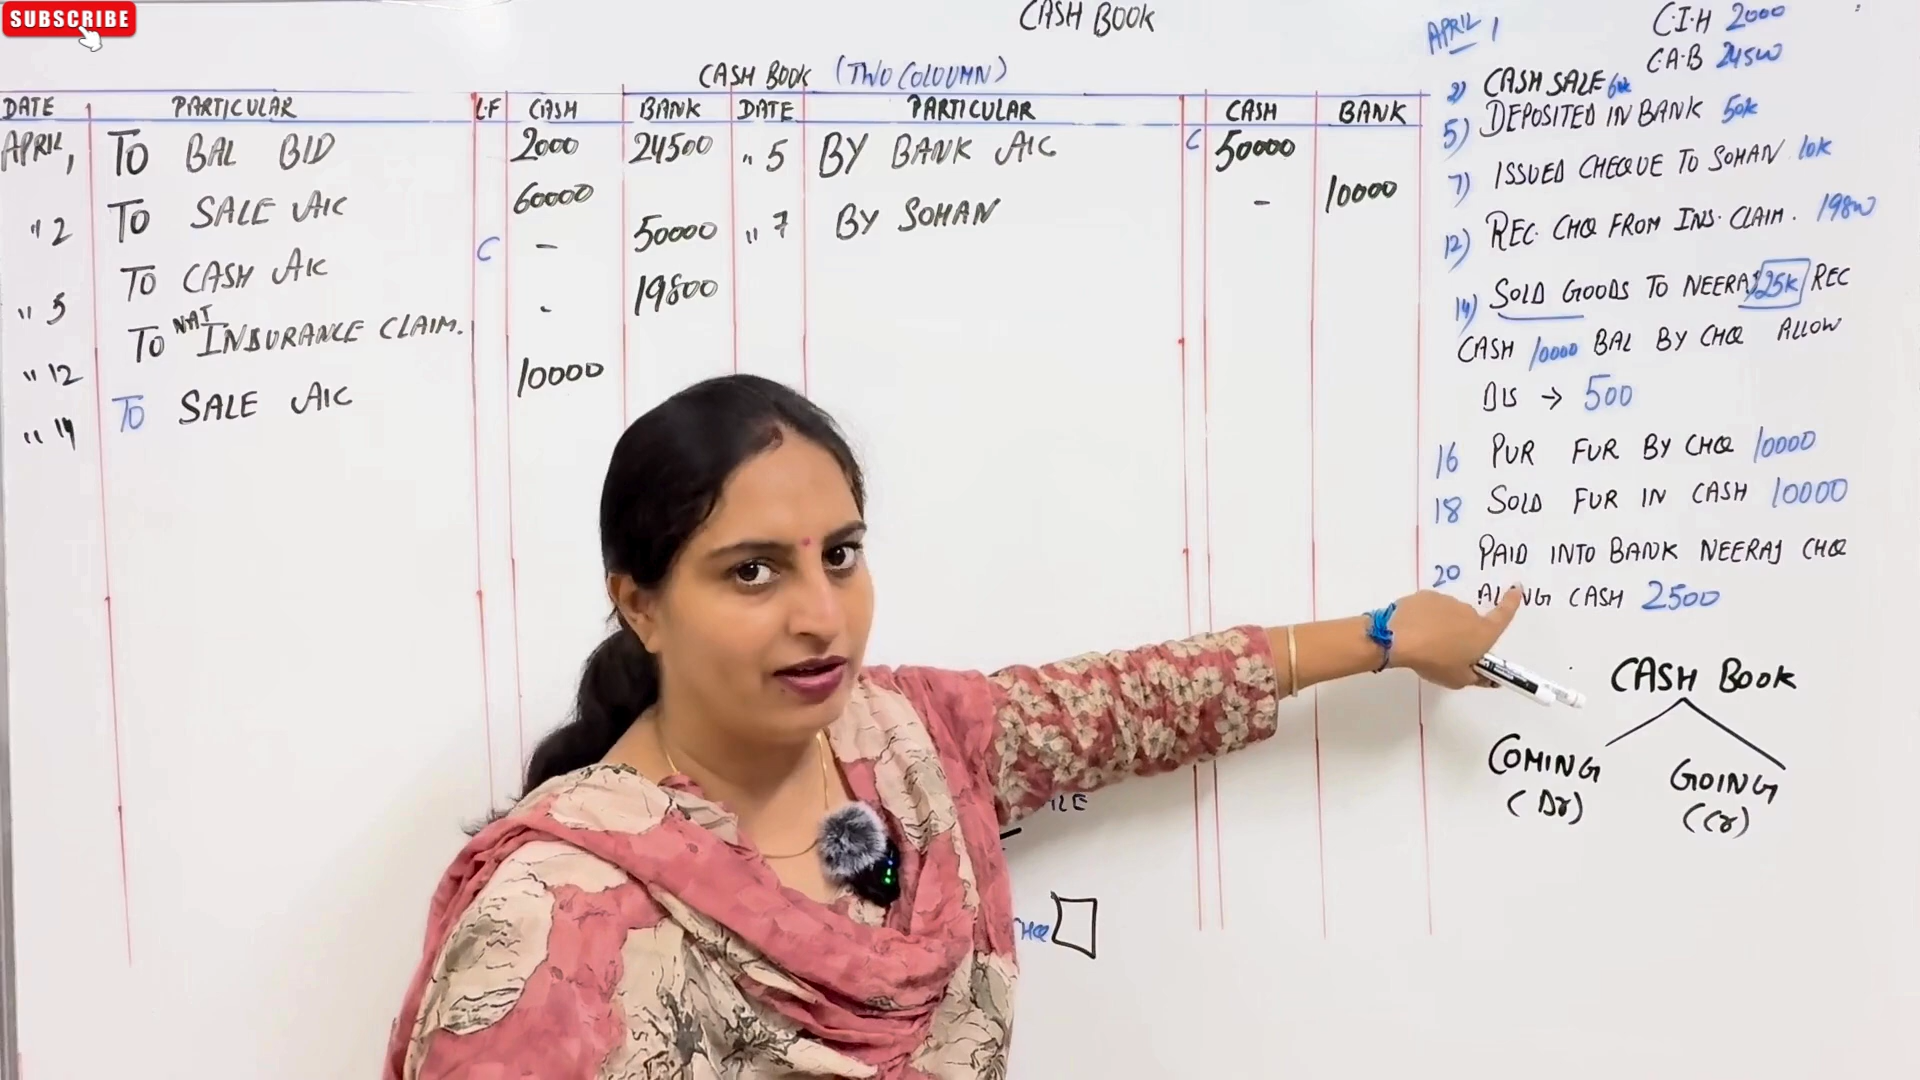 SUBSCRIBE
CASH BOOK
CASH BOOK (TWO COLOUMN)
DATE PARTICULAR L.F CASH BANK DATE PARTICULAR CASH BANK
APRIL, TO BAL B/D 2000 24500 " 5 BY BANK A/C C 50000
" 2 TO SALE A/C 60000 " 7 BY SOHAN - 10000
" 5 TO CASH A/C C - 50000
" 12 TO NAT INSURANCE CLAIM. - 19800
" 14 TO SALE A/C 10000
APRIL 1 C.I.H 2000
C.A.B 24500
2) CASH SALE 60k
5) DEPOSITED IN BANK 50k
7) ISSUED CHEQUE TO SOHAN 10k
12) REC. CHQ FROM INS. CLAIM. 19800
14) SOLD GOODS TO NEERAJ 25k REC
CASH 10000 BAL BY CHQ ALLOW
DIS → 500
16 PUR FUR BY CHQ 10000
18 SOLD FUR IN CASH 10000
20 PAID INTO BANK NEERAJ CHQ
ALONG CASH 2500
CASH BOOK
COMING GOING
(Dr) (Cr)
CHQ